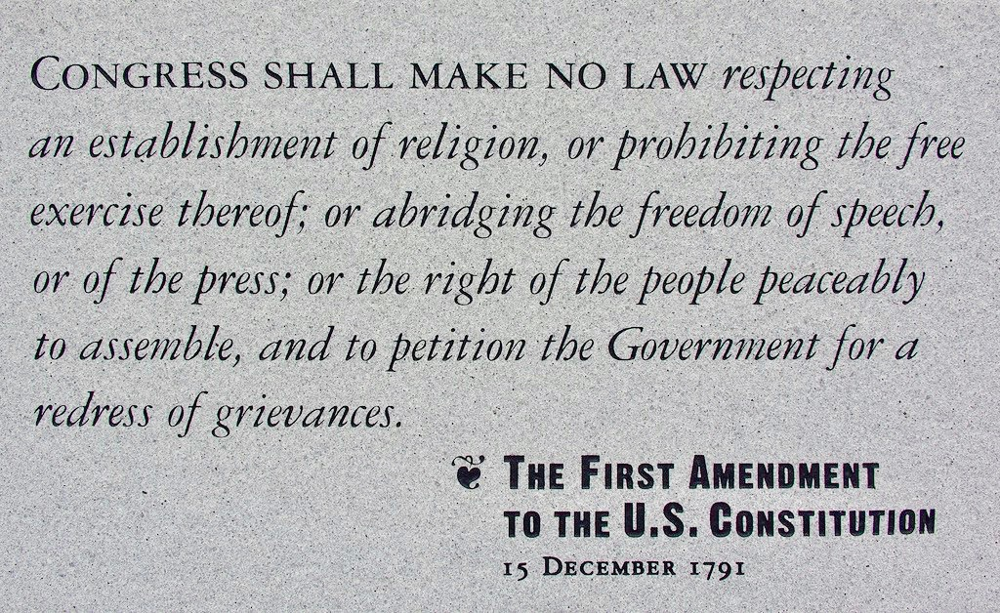 CONGRESS SHALL MAKE NO LAW respecting
an establishment of religion, or prohibiting the free
exercise thereof; or abridging the freedom of speech,
or of the press; or the right of the people peaceably
to assemble, and to petition the Government for a
redress of grievances.
THE FIRST AMENDMENT
TO THE U.S. CONSTITUTION
15 DECEMBER 1791